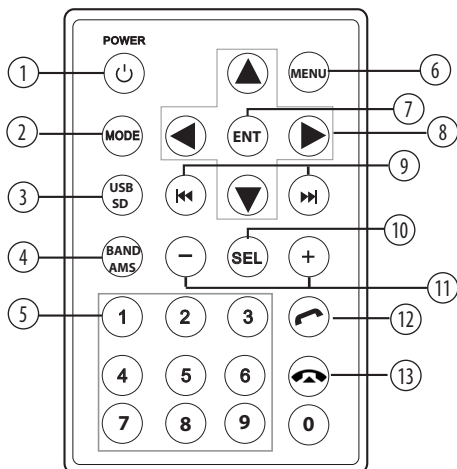 POWER
1
MENU
6
7
2
MODE
ENT
8
9
3
USB
SD
10
4
BAND
AMS
−
SEL
+
11
5
1 2 3
12
4 5 6
13
7 8 9 0